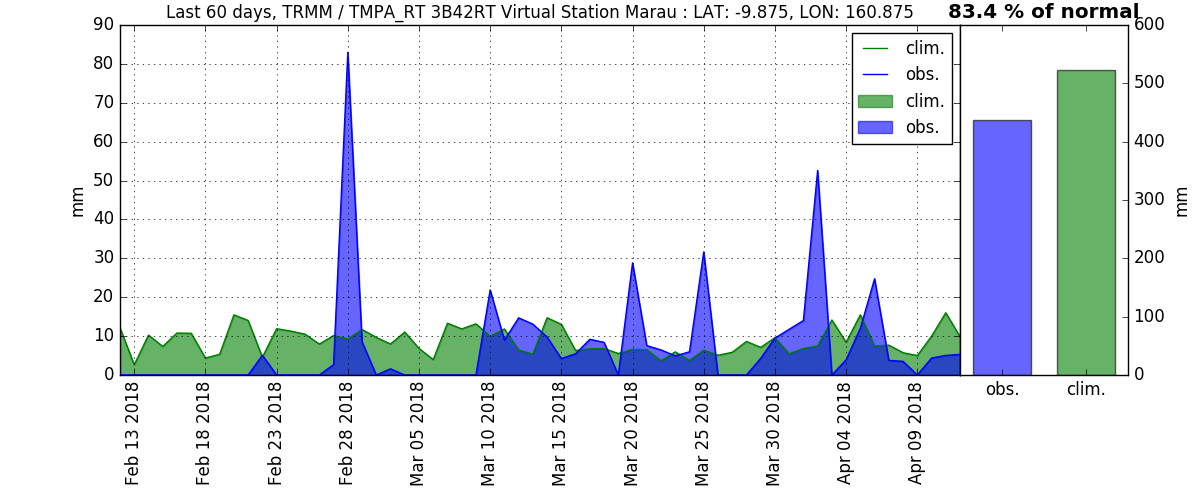 Last 60 days, TRMM / TMPA_RT 3B42RT Virtual Station Marau : LAT: -9.875, LON: 160.875
83.4 % of normal
90
80
70
60
50
40
30
20
10
0
mm
clim.
obs.
clim.
obs.
600
500
400
300
200
100
0
mm
Feb 13 2018
Feb 18 2018
Feb 23 2018
Feb 28 2018
Mar 05 2018
Mar 10 2018
Mar 15 2018
Mar 20 2018
Mar 25 2018
Mar 30 2018
Apr 04 2018
Apr 09 2018
obs.
clim.